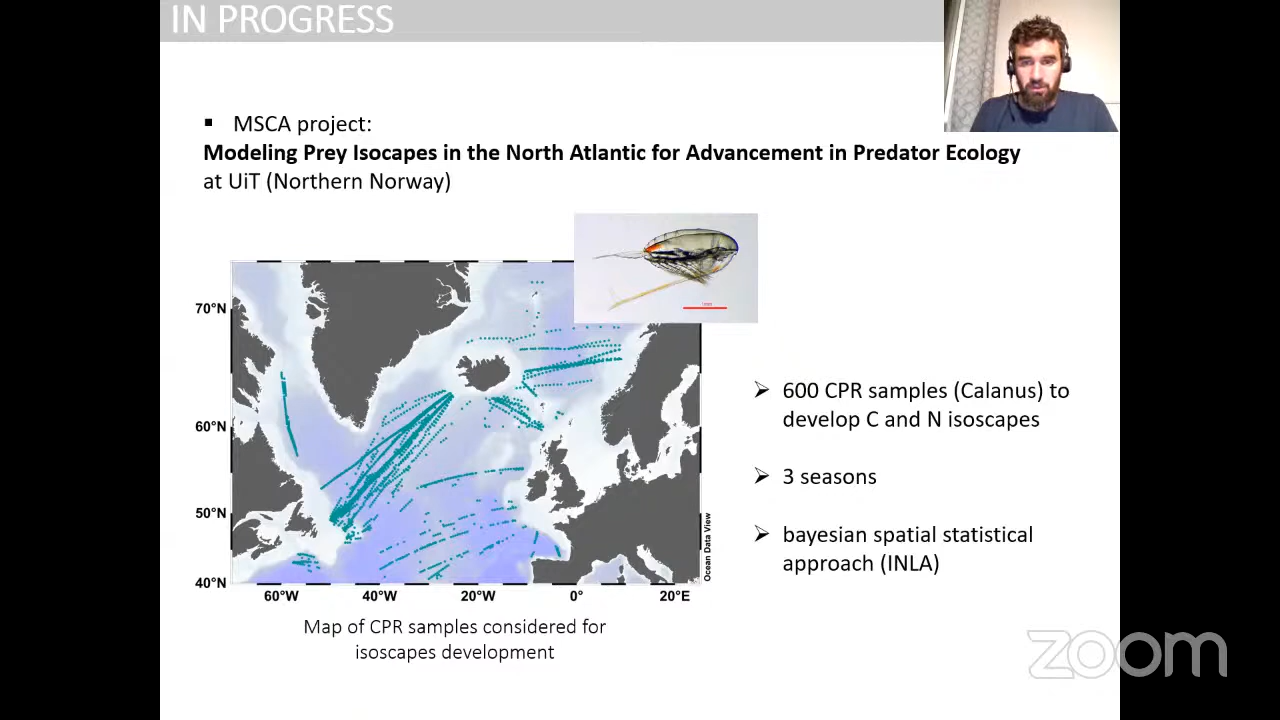 IN PROGRESS
▪ MSCA project:
Modeling Prey Isocapes in the North Atlantic for Advancement in Predator Ecology
at UiT (Northern Norway)
70°N
60°N
50°N
40°N
60°W 40°W 20°W 0° 20°E
Ocean Data View
Map of CPR samples considered for
isoscapes development
➢ 600 CPR samples (Calanus) to
develop C and N isoscapes
➢ 3 seasons
➢ bayesian spatial statistical
approach (INLA)
zoom